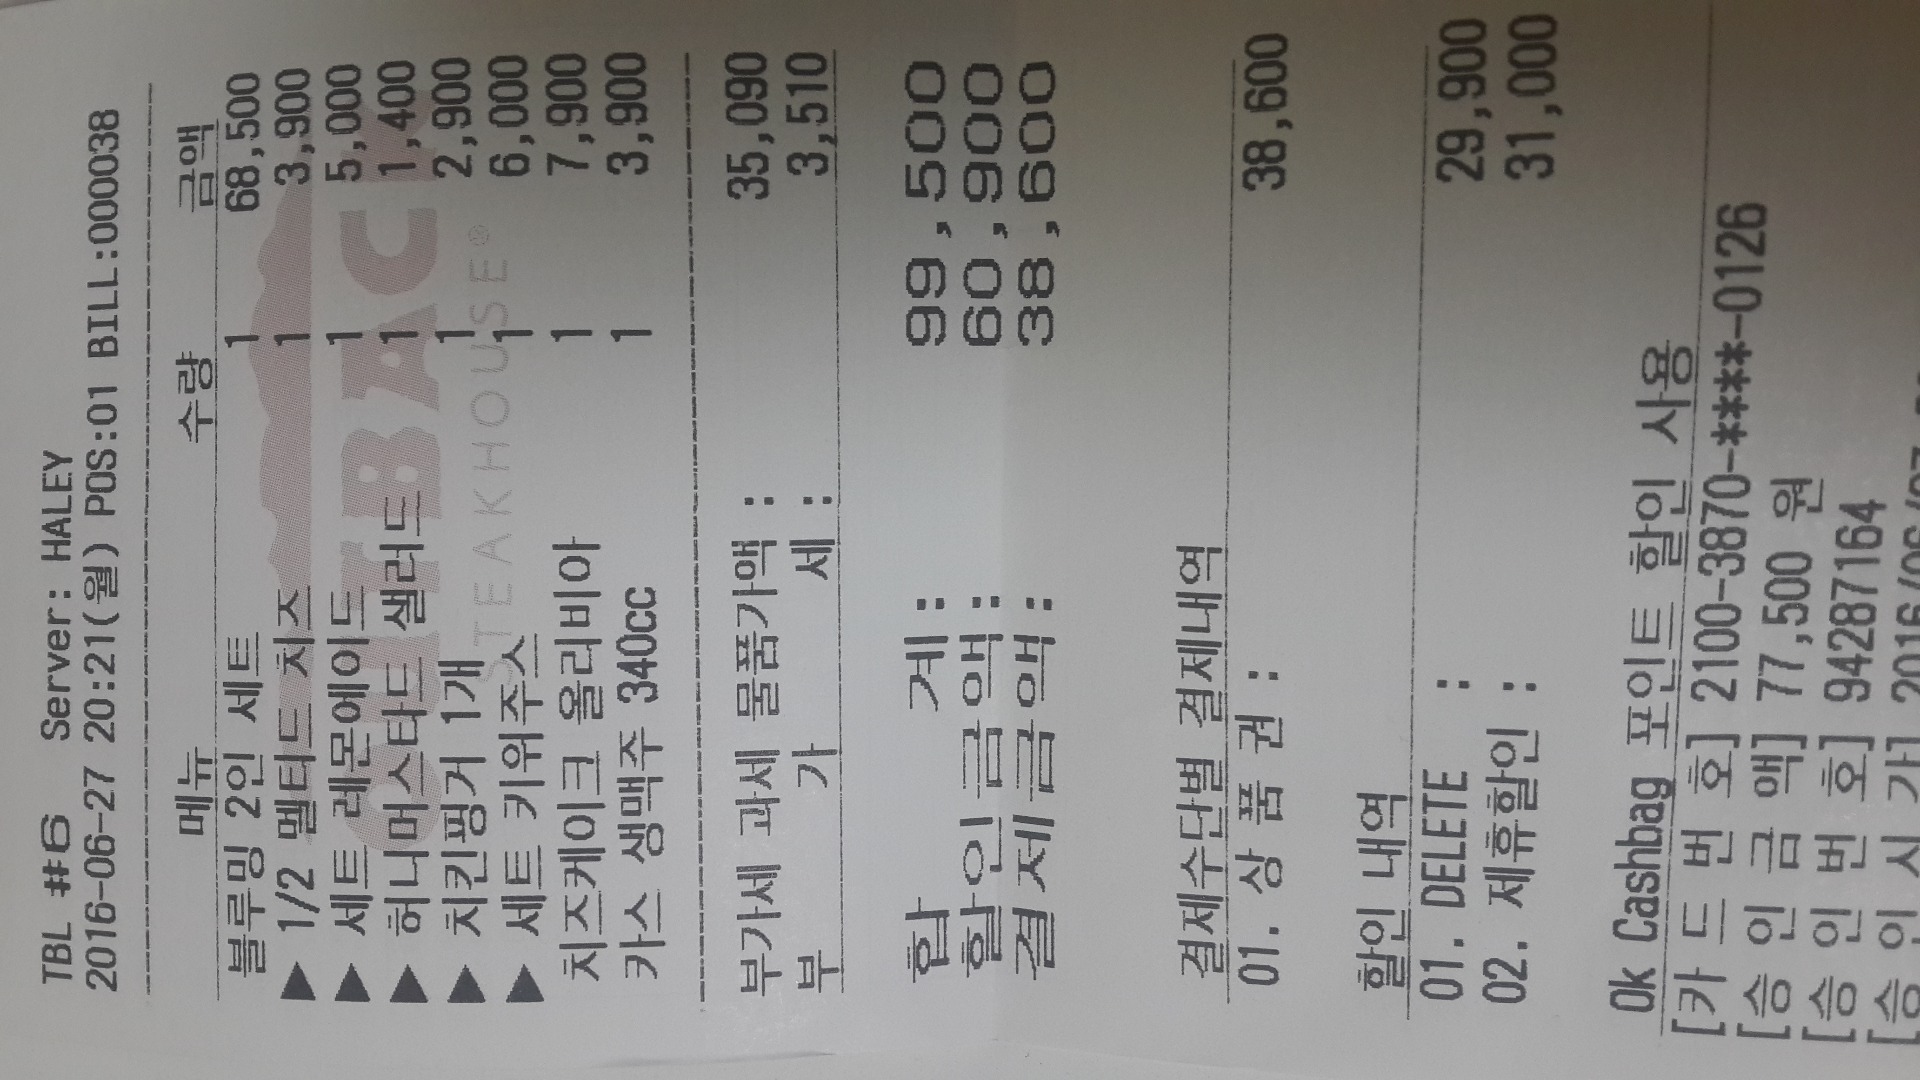 TBL #6 Server: HALEY
2016-06-27 20:21(월) POS:01 BILL:000038
메뉴 수량 금액
블루밍 2인 세트 1 68,500
▶ 1/2 멜티드 치즈 1 3,900
▶ 세트 레몬에이드 1 5,000
▶ 허니머스타드 샐러드 1 1,400
▶ 치킨핑거 1개 1 2,900
▶ 세트 키위주스 1 6,000
치즈케이크 올리비아 1 7,900
카스 생맥주 340cc 1 3,900
부가세 과세 물품가액 : 35,090
부 가 세 : 3,510
합 계: 99,500
할인금액: 60,900
결제금액: 38,600
결제수단별 결제내역
01. 상 품 권 : 38,600
할인 내역
01. DELETE : 29,900
02. 제휴할인 : 31,000
Ok Cashbag 포인트 할인 사용
[카 드 번 호] 2100-3870-****-0126
[승 인 금 액] 77,500 원
[승 인 번 호] 94287164
[승 인 시 간] 2016/06/27
OUTBACK
STEAKHOUSE®